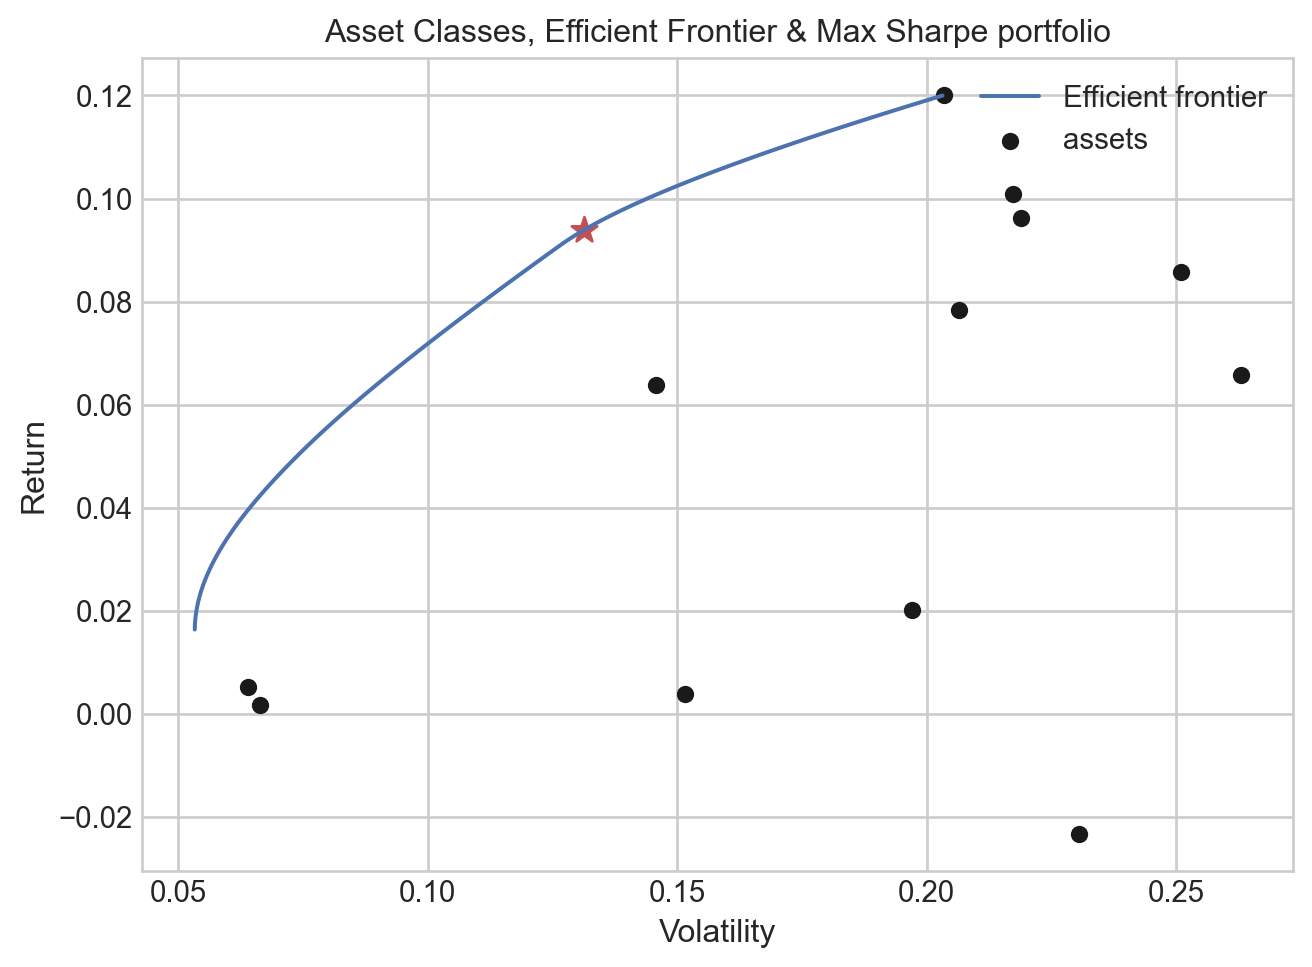 Asset Classes, Efficient Frontier & Max Sharpe portfolio
Efficient frontier
assets
0.12
0.10
0.08
0.06
0.04
0.02
0.00
−0.02
Return
0.05 0.10 0.15 0.20 0.25
Volatility